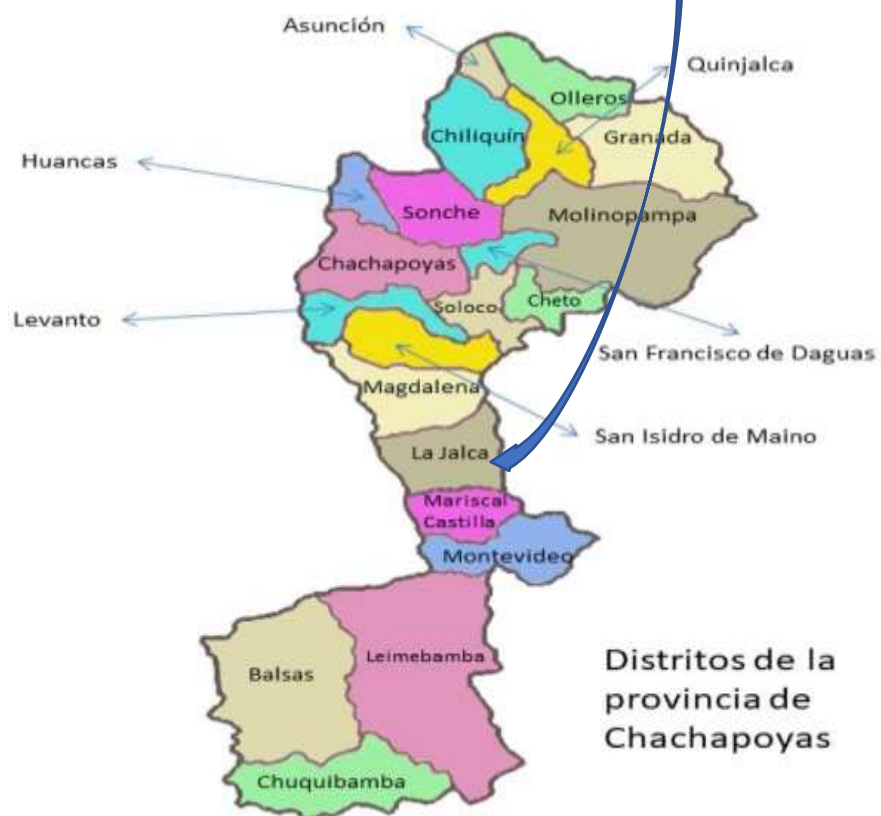 Asunción
Quinjalca
Olleros
Chiliquín
Granada
Huancas
Sonche
Molinopampa
Chachapoyas
Levanto
Soloco
Cheto
San Francisco de Daguas
Magdalena
San Isidro de Maino
La Jalca
Mariscal
Castilla
Montevideo
Leimebamba
Balsas
Distritos de la
provincia de
Chachapoyas
Chuquibamba